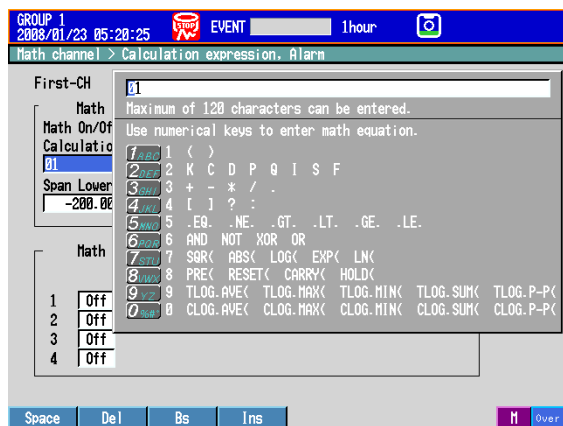 GROUP 1
2008/01/23 05:20:25 STOP EVENT 1hour
Math channel > Calculation expression, Alarm
First-CH
01
Maximum of 120 characters can be entered.
Math
Math On/Of
Use numerical keys to enter math equation.
Calculatio
01
Span Lower
-200.00
1ABC 1 ( )
2DEF 2 K C D P Q I S F
3GHI 3 + - * / .
4JKL 4 [ ] ? :
5MNO 5 .EQ. .NE. .GT. .LT. .GE. .LE.
6PQR 6 AND NOT XOR OR
7STU 7 SQR( ABS( LOG( EXP( LN(
8VWX 8 PRE( RESET( CARRY( HOLD(
9YZ 9 TLOG.AVE( TLOG.MAX( TLOG.MIN( TLOG.SUM( TLOG.P-P(
0%#° 0 CLOG.AVE( CLOG.MAX( CLOG.MIN( CLOG.SUM( CLOG.P-P(
Math
1 Off
2 Off
3 Off
4 Off
Space Del Bs Ins M Over